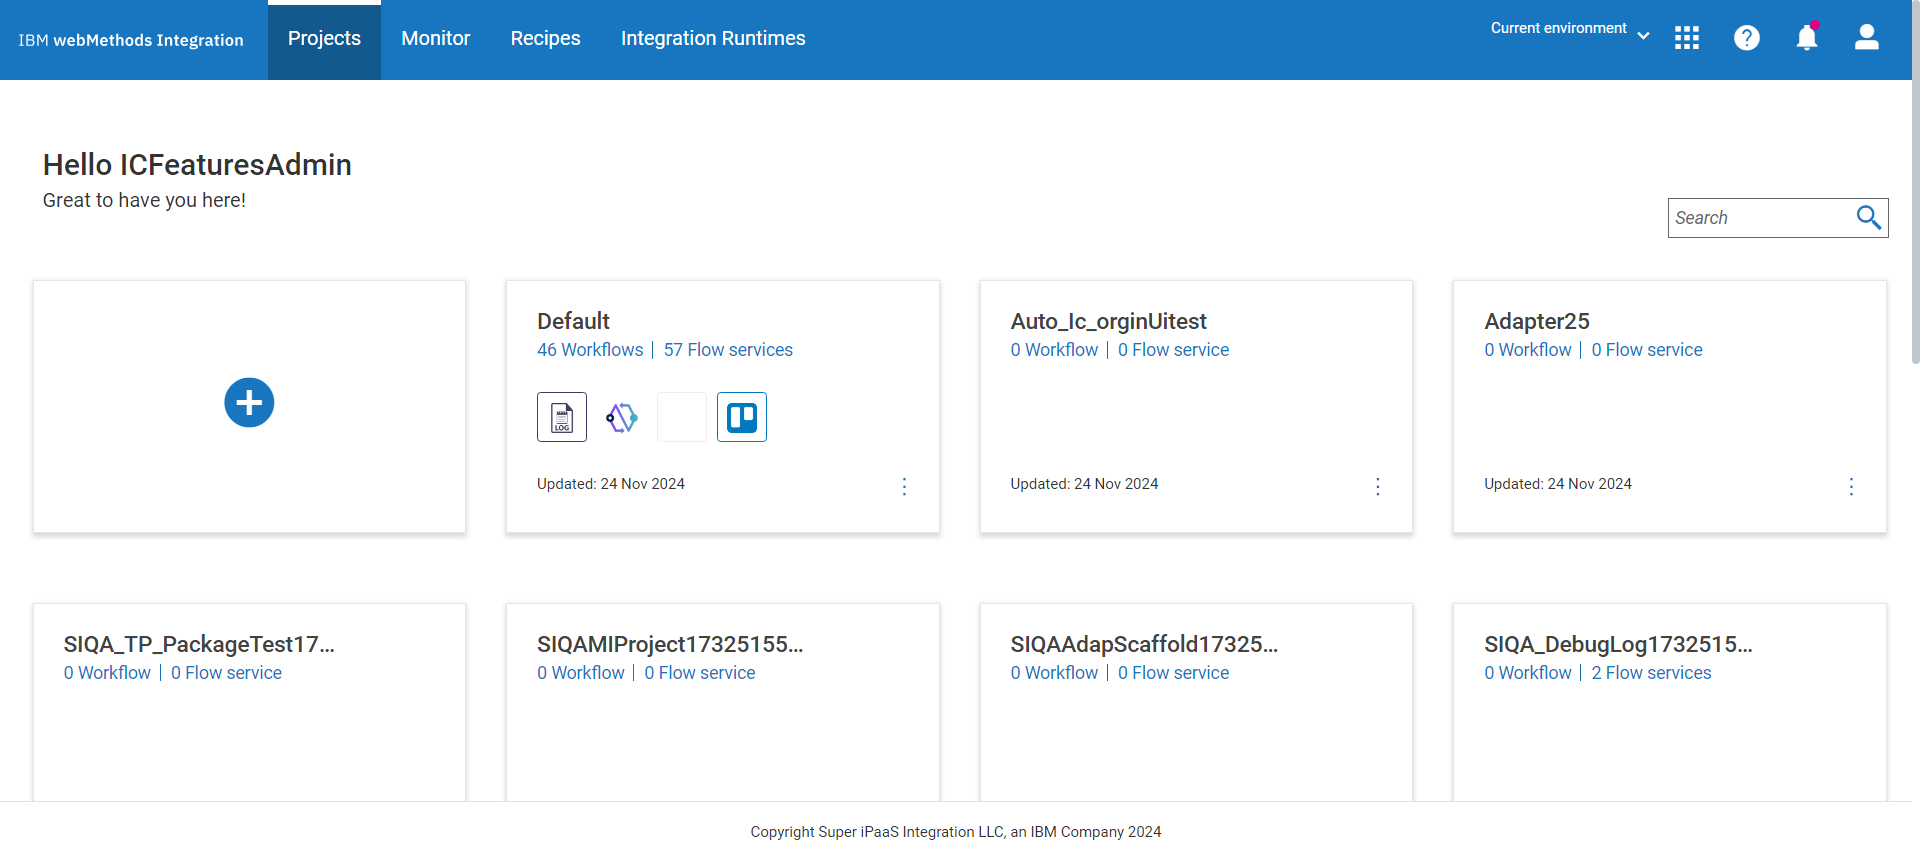 IBM webMethods Integration
Projects
Monitor
Recipes
Integration Runtimes
Current environment
?
Hello ICFeaturesAdmin
Great to have you here!
Search
Default
46 Workflows | 57 Flow services
LOG
Updated: 24 Nov 2024
Auto_Ic_orginUitest
0 Workflow | 0 Flow service
Updated: 24 Nov 2024
Adapter25
0 Workflow | 0 Flow service
Updated: 24 Nov 2024
SIQA_TP_PackageTest17...
0 Workflow | 0 Flow service
SIQAMIProject17325155...
0 Workflow | 0 Flow service
SIQAAdapScaffold17325...
0 Workflow | 0 Flow service
SIQA_DebugLog1732515...
0 Workflow | 2 Flow services
Copyright Super iPaaS Integration LLC, an IBM Company 2024